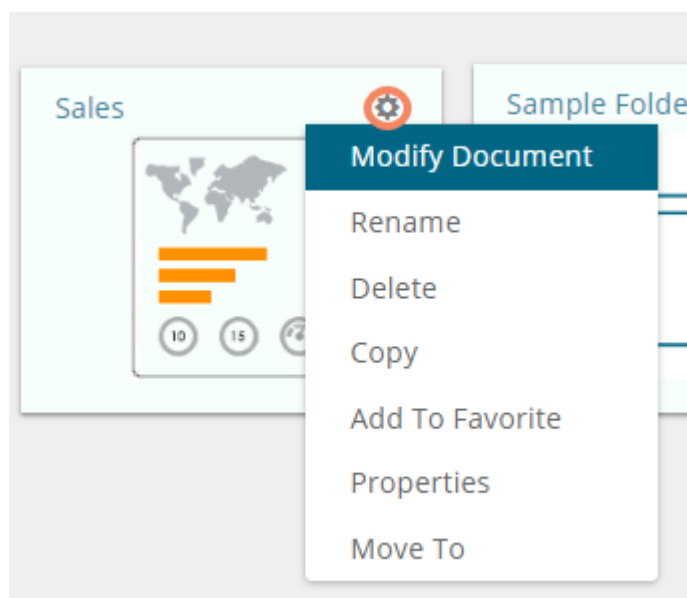 Sales
Sample Folde
Modify Document
Rename
Delete
Copy
Add To Favorite
Properties
Move To
10 15